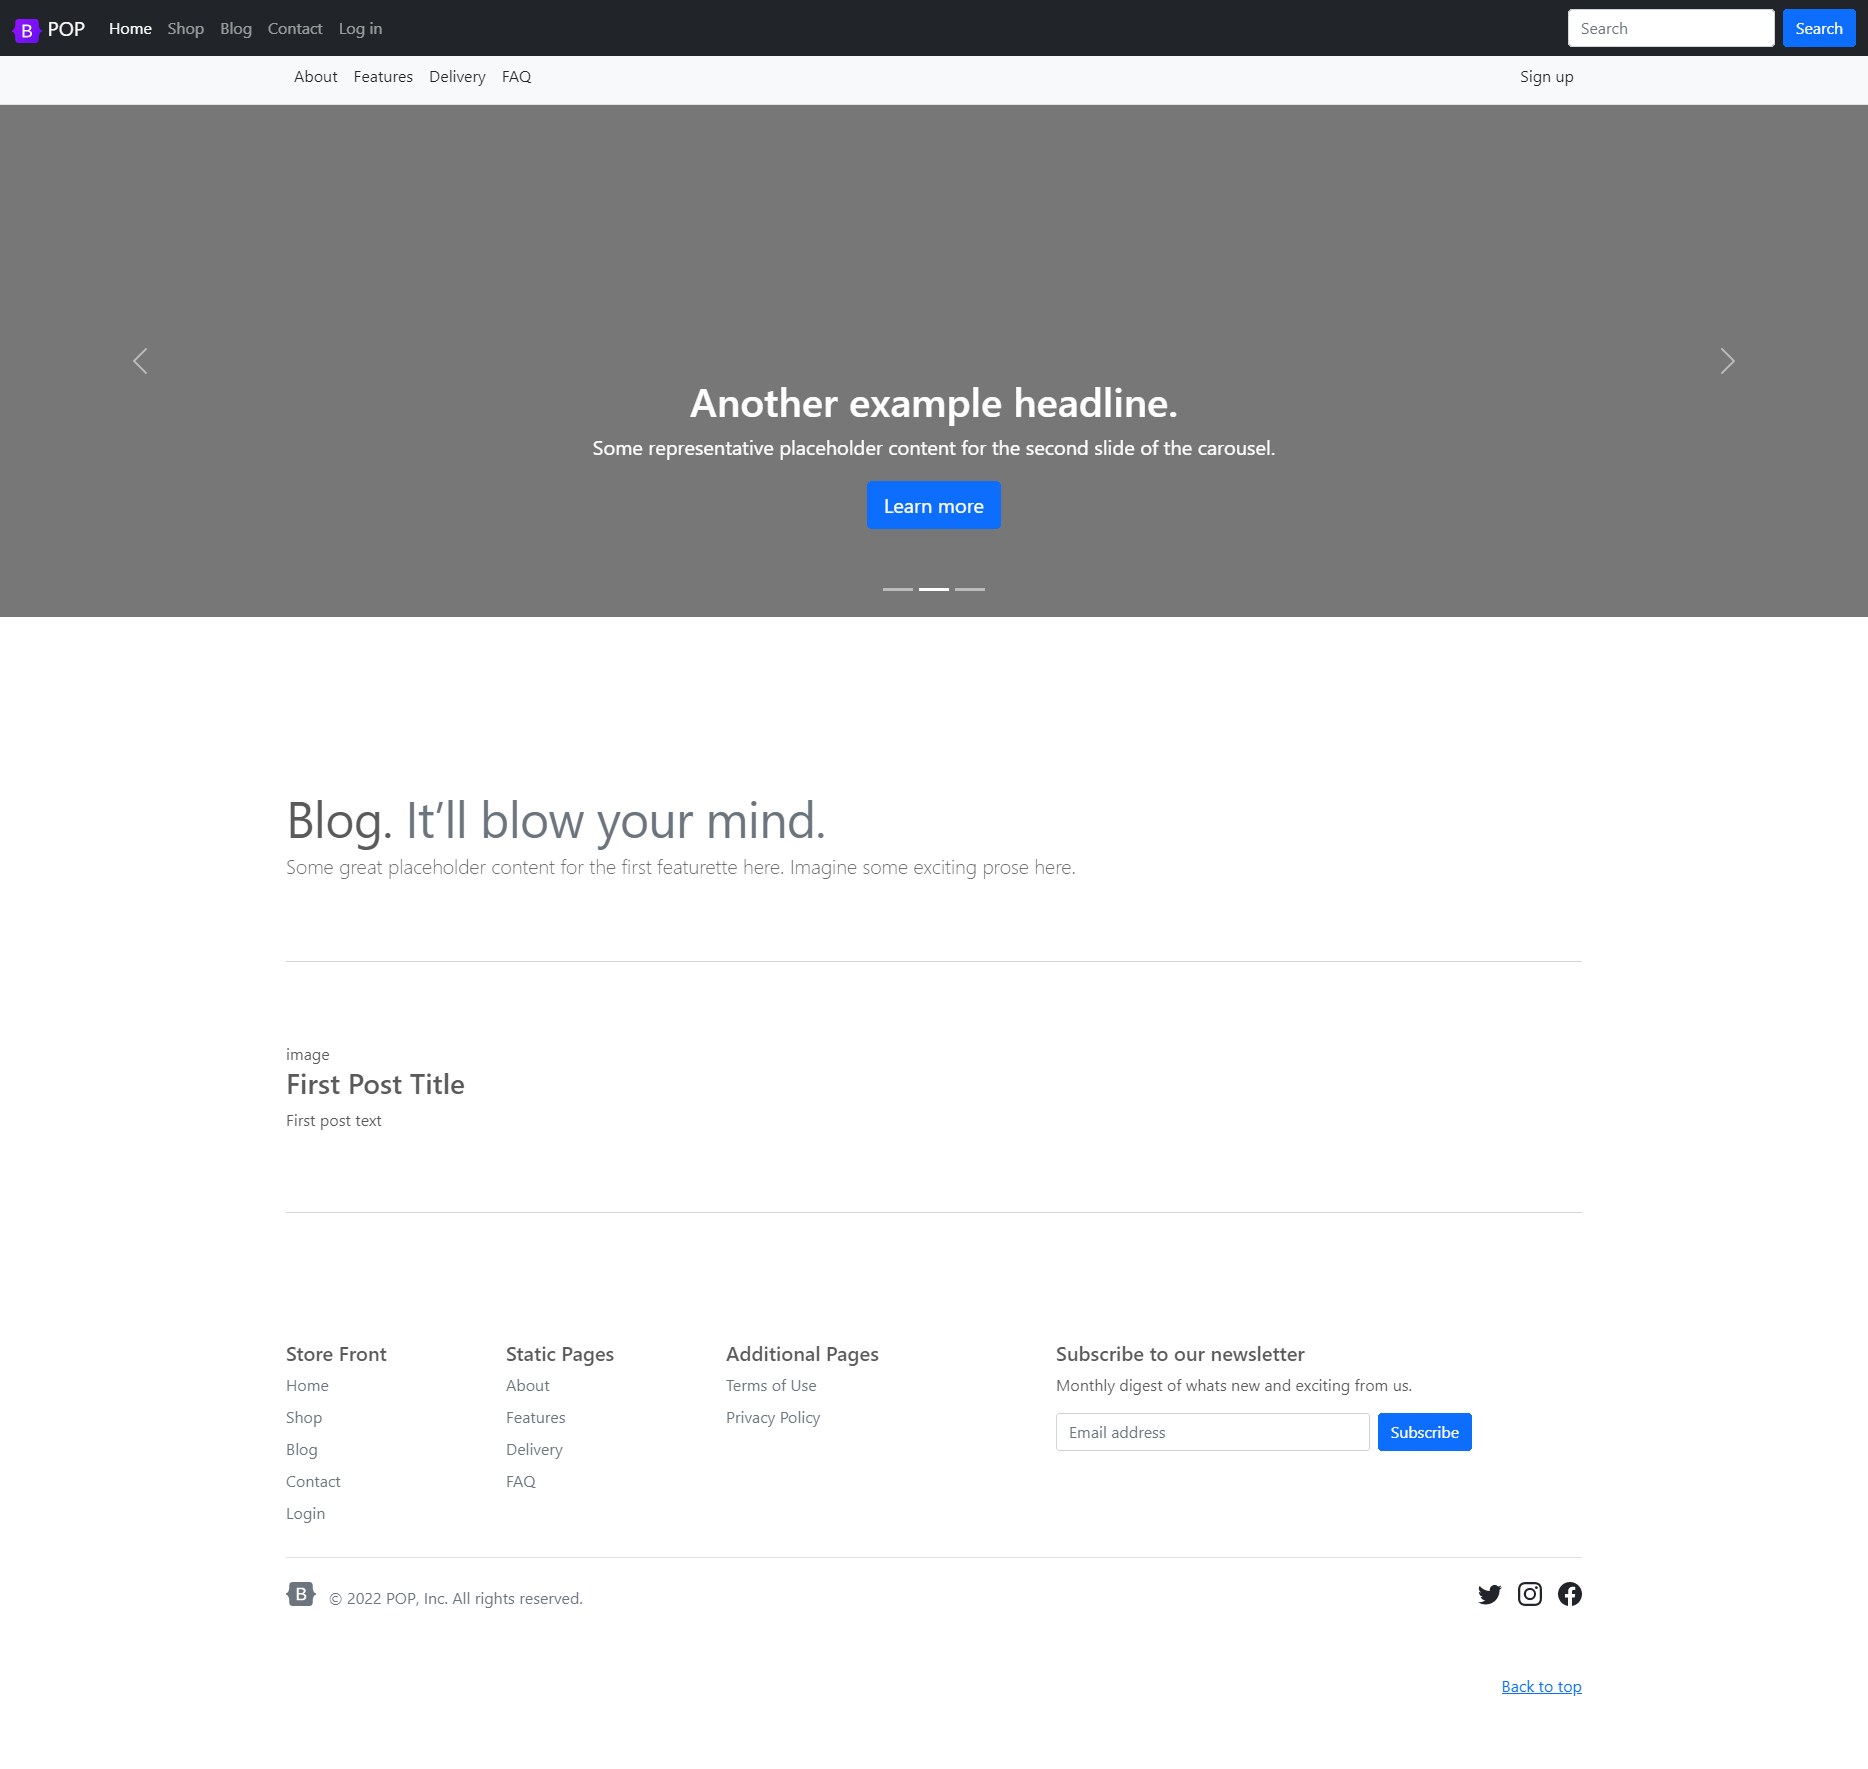 B POP Home Shop Blog Contact Log in Search Search
About Features Delivery FAQ Sign up
Another example headline.
Some representative placeholder content for the second slide of the carousel.
Learn more
Blog. It’ll blow your mind.
Some great placeholder content for the first featurette here. Imagine some exciting prose here.
image
First Post Title
First post text
Store Front
Home
Shop
Blog
Contact
Login
Static Pages
About
Features
Delivery
FAQ
Additional Pages
Terms of Use
Privacy Policy
Subscribe to our newsletter
Monthly digest of whats new and exciting from us.
Email address Subscribe
B © 2022 POP, Inc. All rights reserved.
Back to top